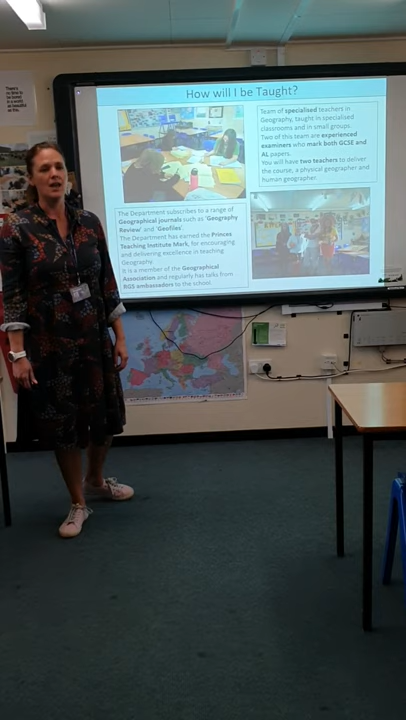 How will I be Taught?
Team of specialised teachers in
Geography, taught in specialised
classrooms and in small groups.
Two of this team are experienced
examiners who mark both GCSE and
AL papers.
You will have two teachers to deliver
the course, a physical geographer and
human geographer.
The Department subscribes to a range of
Geographical journals such as 'Geography
Review' and 'Geofiles'.
The Department has earned the Princes
Teaching Institute Mark, for encouraging
and delivering excellence in teaching
Geography.
It is a member of the Geographical
Association and regularly has talks from
RGS ambassadors to the school.